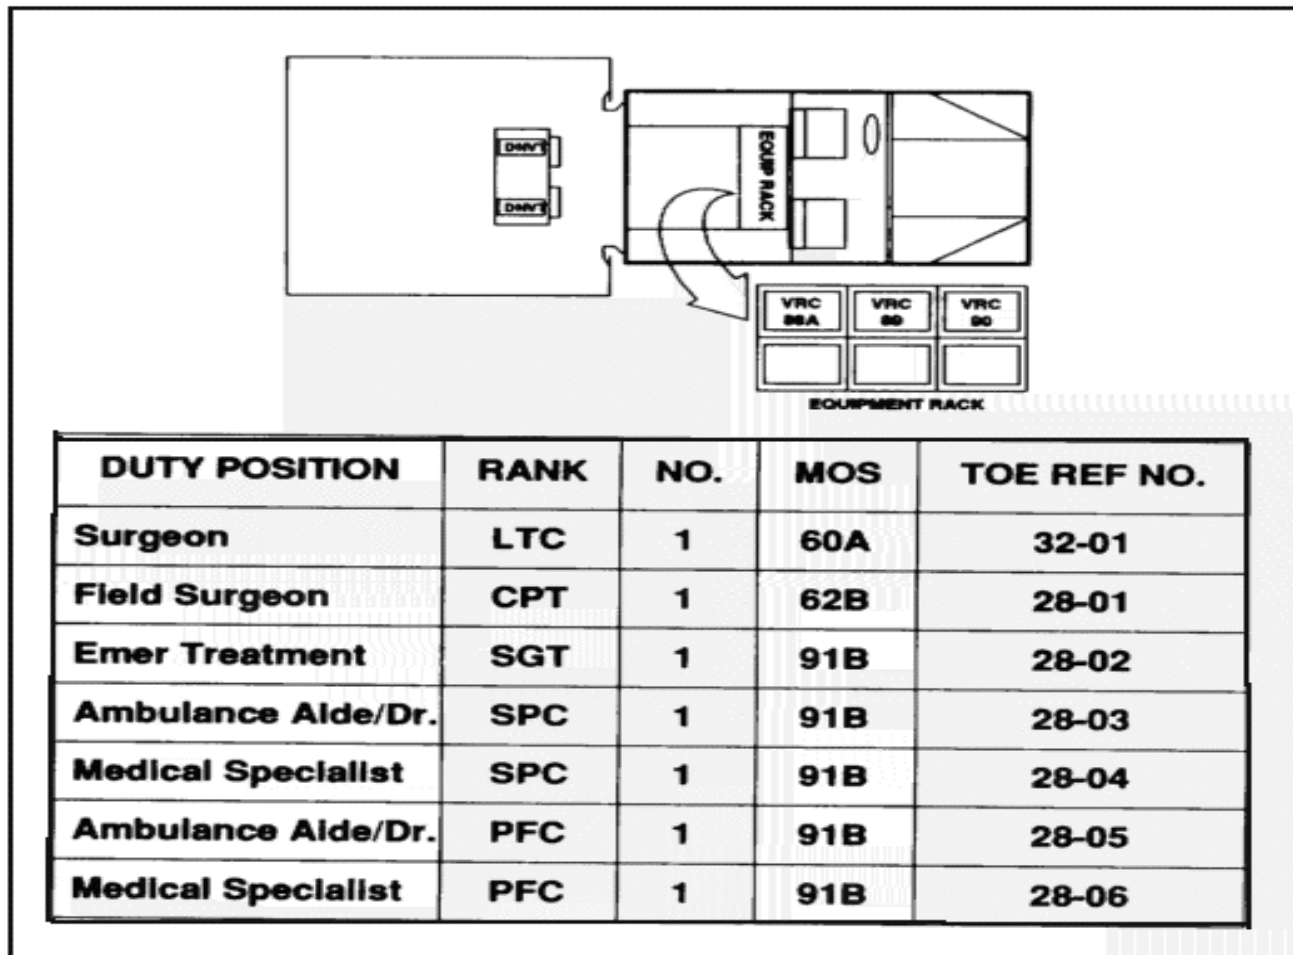 DNVT
DNVT
EQUIP RACK
VRC VRC VRC
89 90
EQUIPMENT RACK
DUTY POSITION RANK NO. MOS TOE REF NO.
Surgeon LTC 1 60A 32-01
Field Surgeon CPT 1 62B 28-01
Emer Treatment SGT 1 91B 28-02
Ambulance Aide/Dr. SPC 1 91B 28-03
Medical Specialist SPC 1 91B 28-04
Ambulance Aide/Dr. PFC 1 91B 28-05
Medical Specialist PFC 1 91B 28-06